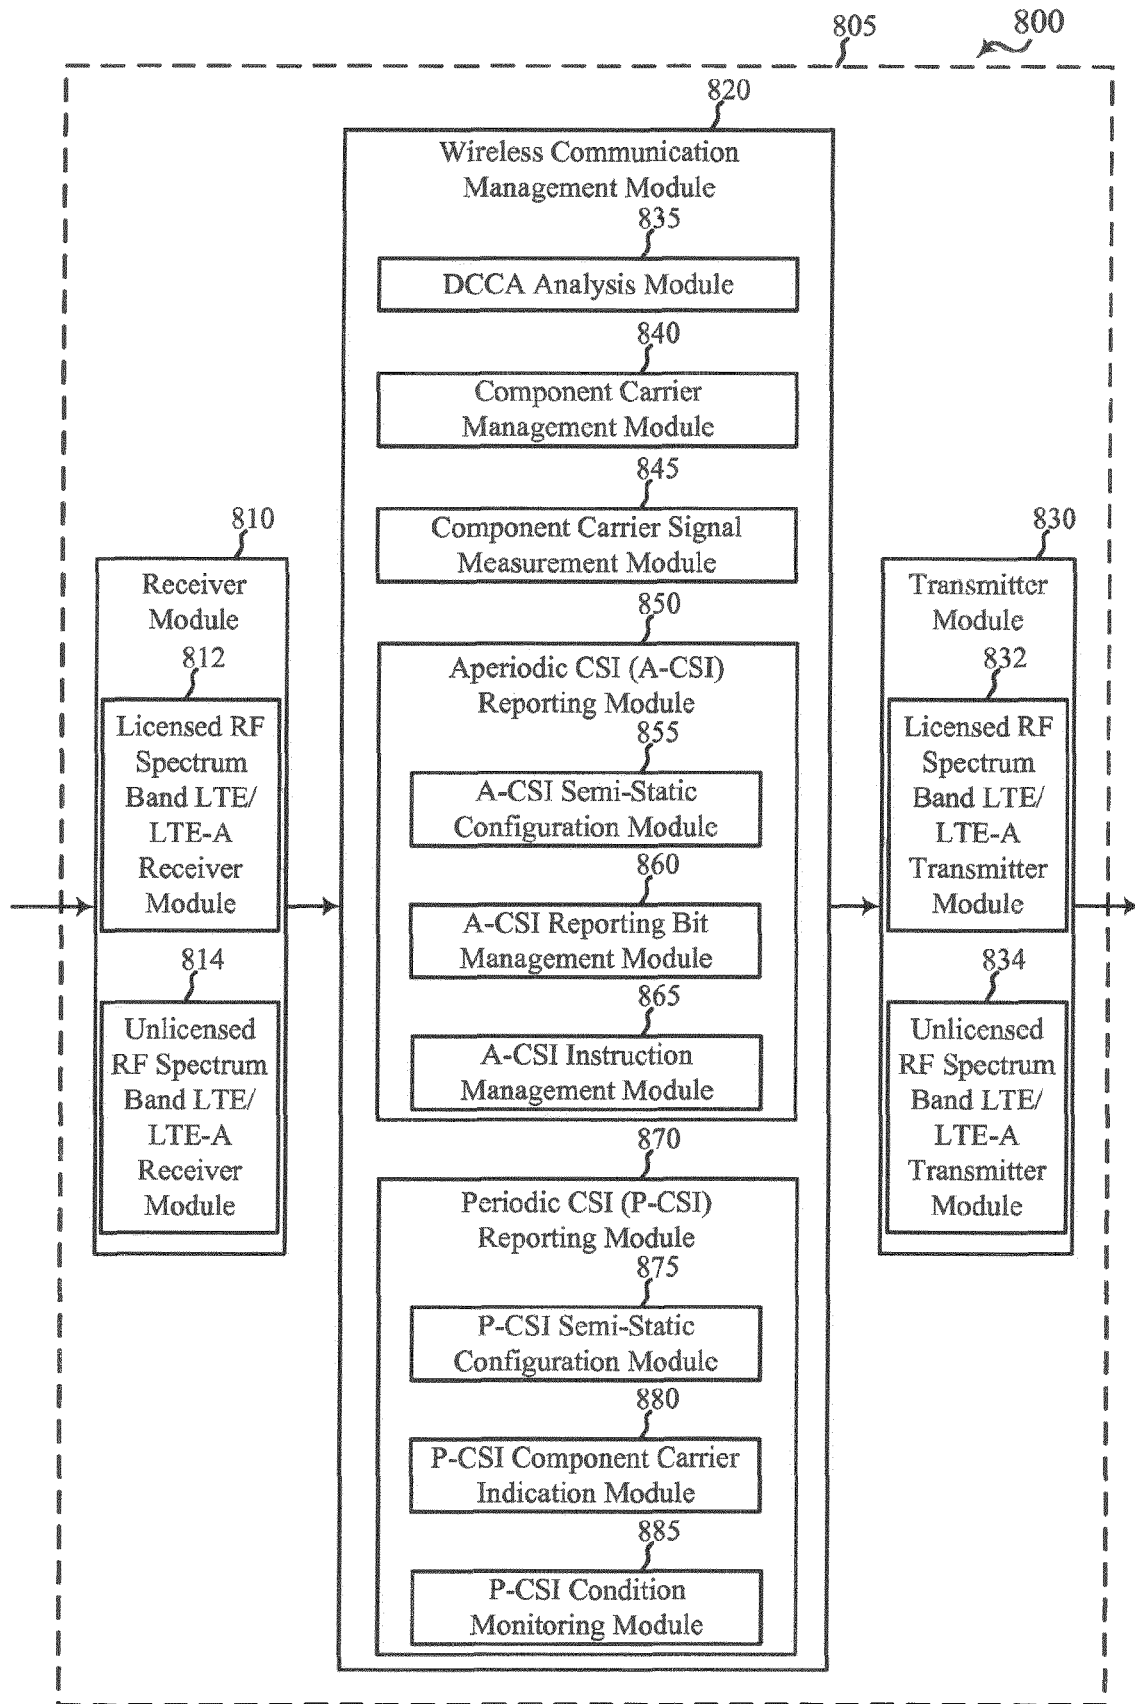 800
805
820
Wireless Communication
Management Module
835
DCCA Analysis Module
840
Component Carrier
Management Module
845
Component Carrier Signal
Measurement Module
810
Receiver
Module
812
Licensed RF
Spectrum
Band LTE/
LTE-A
Receiver
Module
814
Unlicensed
RF Spectrum
Band LTE/
LTE-A
Receiver
Module
850
Aperiodic CSI (A-CSI)
Reporting Module
855
A-CSI Semi-Static
Configuration Module
860
A-CSI Reporting Bit
Management Module
865
A-CSI Instruction
Management Module
870
Periodic CSI (P-CSI)
Reporting Module
875
P-CSI Semi-Static
Configuration Module
880
P-CSI Component Carrier
Indication Module
885
P-CSI Condition
Monitoring Module
830
Transmitter
Module
832
Licensed RF
Spectrum
Band LTE/
LTE-A
Transmitter
Module
834
Unlicensed
RF Spectrum
Band LTE/
LTE-A
Transmitter
Module